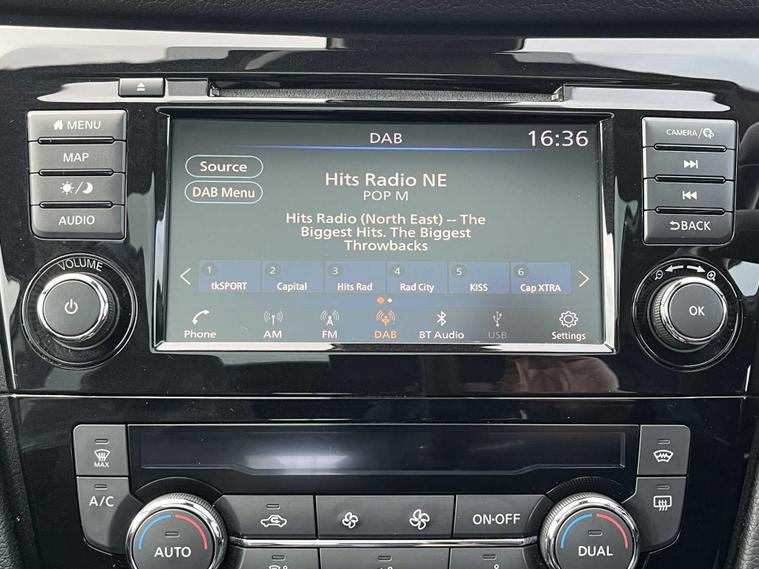 MENU
MAP
AUDIO
VOLUME
DAB
16:36
Source
DAB Menu
Hits Radio NE
POP M
Hits Radio (North East) -- The
Biggest Hits. The Biggest
Throwbacks
1 2 3 4 5 6
tkSPORT Capital Hits Rad Rad City KISS Cap XTRA
Phone AM FM DAB BT Audio USB Settings
CAMERA/
BACK
OK
MAX
A/C
AUTO
ON·OFF
DUAL